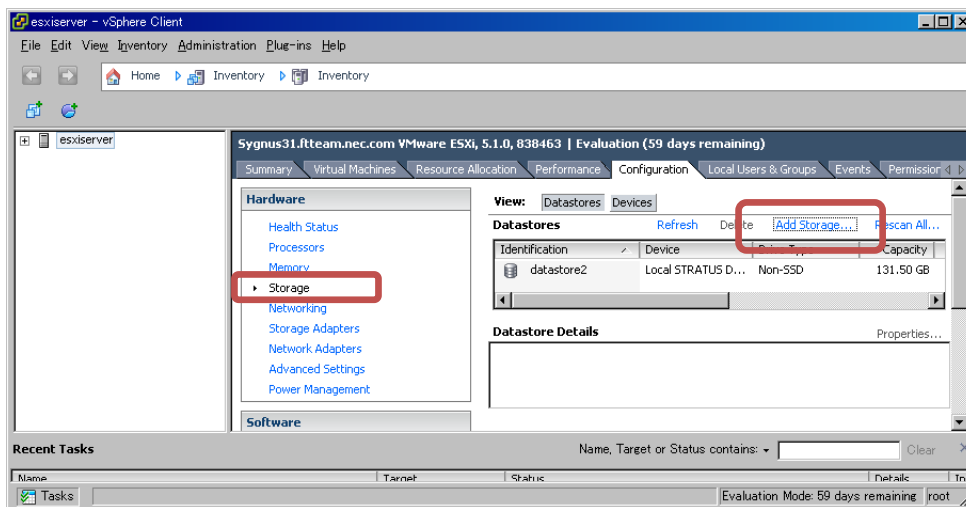 esxiserver - vSphere Client
File Edit View Inventory Administration Plug-ins Help
Home Inventory Inventory
esxiserver
Sygnus31.ftteam.nec.com VMware ESXi, 5.1.0, 838463 | Evaluation (59 days remaining)
Summary Virtual Machines Resource Allocation Performance Configuration Local Users & Groups Events Permission
Hardware
Health Status
Processors
Memory
Storage
Networking
Storage Adapters
Network Adapters
Advanced Settings
Power Management
Software
View: Datastores Devices
Datastores Refresh Delete Add Storage... Rescan All...
Identification Device Drive Type Capacity
datastore2 Local STRATUS D... Non-SSD 131.50 GB
Datastore Details Properties...
Recent Tasks Name, Target or Status contains: Clear
Name Target Status Details In
Tasks Evaluation Mode: 59 days remaining root